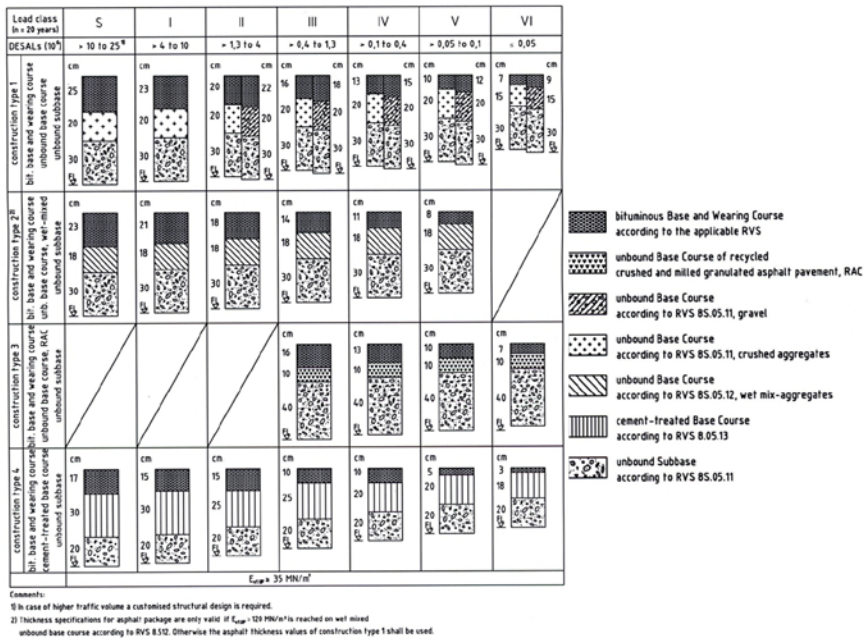 Load class S I II III IV V VI
(n = 20 years)
DESALs (10⁶) > 10 to 25¹⁾ > 4 to 10 > 1,3 to 4 > 0,4 to 1,3 > 0,1 to 0,4 > 0,05 to 0,1 ≤ 0,05
construction type 1
bit. base and wearing course
unbound base course
unbound subbase
cm cm cm cm cm cm cm cm cm cm cm cm
25 23 20 22 16 18 13 15 10 12 7 9
20 20 20 20 20 20 20 20 20 20 15 15
30 30 30 30 30 30 30 30 30 30 30 30
construction type 2²⁾
bit. base and wearing course
unb. base course, wet-mixed
unbound subbase
cm cm cm cm cm cm
23 21 18 14 11 8
18 18 18 18 18 18
30 30 30 30 30 30
construction type 3
bit. base and wearing course
unbound base course, RAC
unbound subbase
cm cm cm cm
16 13 10 7
10 10 10 10
40 40 40 40
construction type 4
bit. base and wearing course
cement-treated base course
unbound subbase
cm cm cm cm cm cm cm
17 15 15 10 10 5 3
30 30 25 25 20 20 18
20 20 20 20 20 20 20
35 MN/m²
bituminous Base and Wearing Course
according to the applicable RVS
unbound Base Course of recycled
crushed and milled granulated asphalt pavement, RAC
unbound Base Course
according to RVS 8S.05.11, gravel
unbound Base Course
according to RVS 8S.05.11, crushed aggregates
unbound Base Course
according to RVS 8S.05.12, wet mix-aggregates
cement-treated Base Course
according to RVS 8.05.13
unbound Subbase
according to RVS 8S.05.11
Comments:
1) In case of higher traffic volume a customised structural design is required.
2) Thickness specifications for asphalt package are only valid if = 120 MN/m² is reached on wet mixed
unbound base course according to RVS 8.512. Otherwise the asphalt thickness values of construction type 1 shall be used.